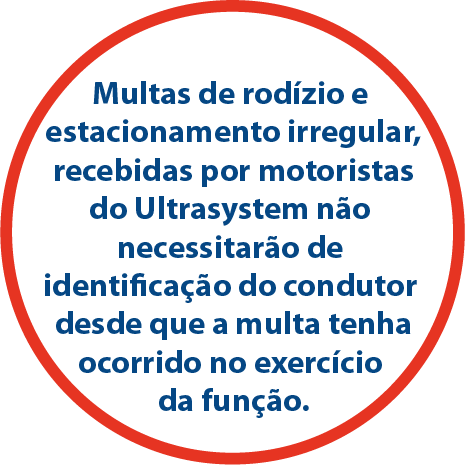 Multas de rodízio e
estacionamento irregular,
recebidas por motoristas
do Ultrasystem não
necessitarão de
identificação do condutor
desde que a multa tenha
ocorrido no exercício
da função.